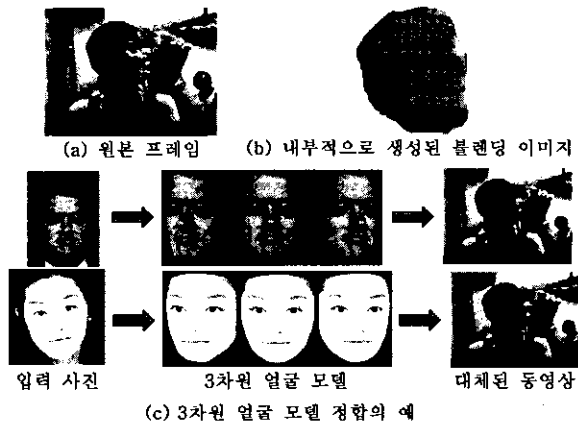 (a) 원본 프레임
(b) 내부적으로 생성된 블렌딩 이미지
입력 사진
3차원 얼굴 모델
대체된 동영상
(c) 3차원 얼굴 모델 정합의 예